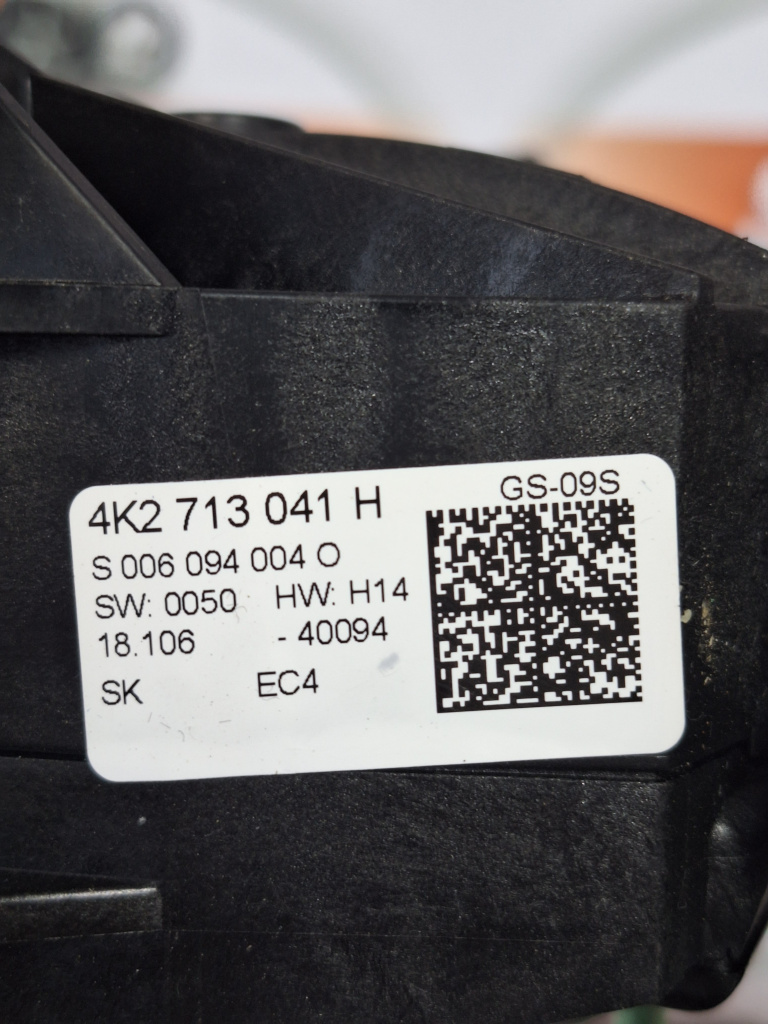 GS-09S
4K2 713 041 H
S 006 094 004 O
SW: 0050 HW: H14
18.106 - 40094
SK EC4